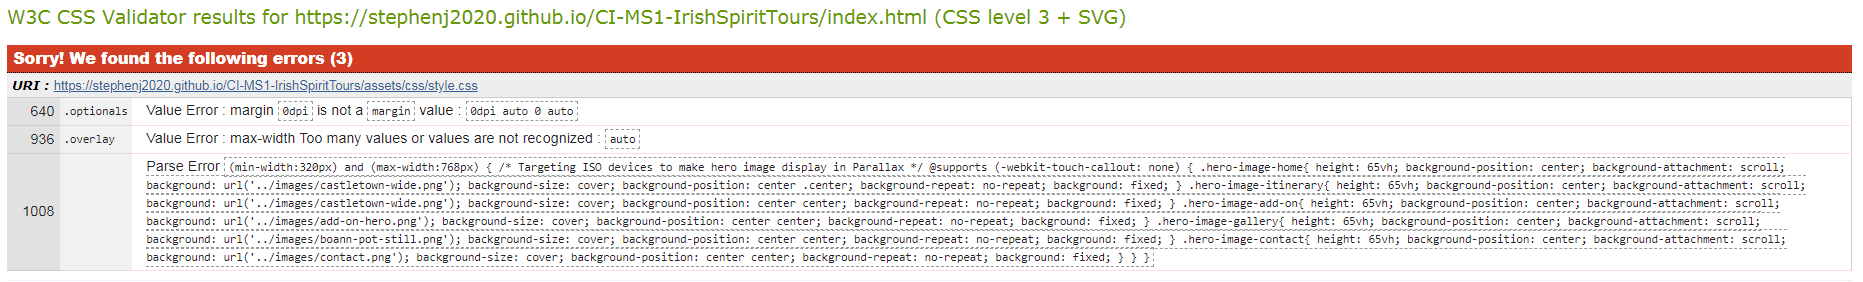 W3C CSS Validator results for https://stephenj2020.github.io/CI-MS1-IrishSpiritTours/index.html (CSS level 3 + SVG)
Sorry! We found the following errors (3)
URI : https://stephenj2020.github.io/CI-MS1-IrishSpiritTours/assets/css/style.css
640 .optionals Value Error : margin 0dpi is not a margin value : 0dpi auto 0 auto
936 .overlay Value Error : max-width Too many values or values are not recognized : auto
1008 Parse Error (min-width:320px) and (max-width:768px) { /* Targeting ISO devices to make hero image display in Parallax */ @supports (-webkit-touch-callout: none) { .hero-image-home{ height: 65vh; background-position: center; background-attachment: scroll;
background: url('../images/castletown-wide.png'); background-size: cover; background-position: center .center; background-repeat: no-repeat; background: fixed; } .hero-image-itinerary{ height: 65vh; background-position: center; background-attachment: scroll;
background: url('../images/castletown-wide.png'); background-size: cover; background-position: center center; background-repeat: no-repeat; background: fixed; } .hero-image-add-on{ height: 65vh; background-position: center; background-attachment: scroll;
background: url('../images/add-on-hero.png'); background-size: cover; background-position: center center; background-repeat: no-repeat; background: fixed; } .hero-image-gallery{ height: 65vh; background-position: center; background-attachment: scroll;
background: url('../images/boann-pot-still.png'); background-size: cover; background-position: center center; background-repeat: no-repeat; background: fixed; } .hero-image-contact{ height: 65vh; background-position: center; background-attachment: scroll;
background: url('../images/contact.png'); background-size: cover; background-position: center center; background-repeat: no-repeat; background: fixed; } } }